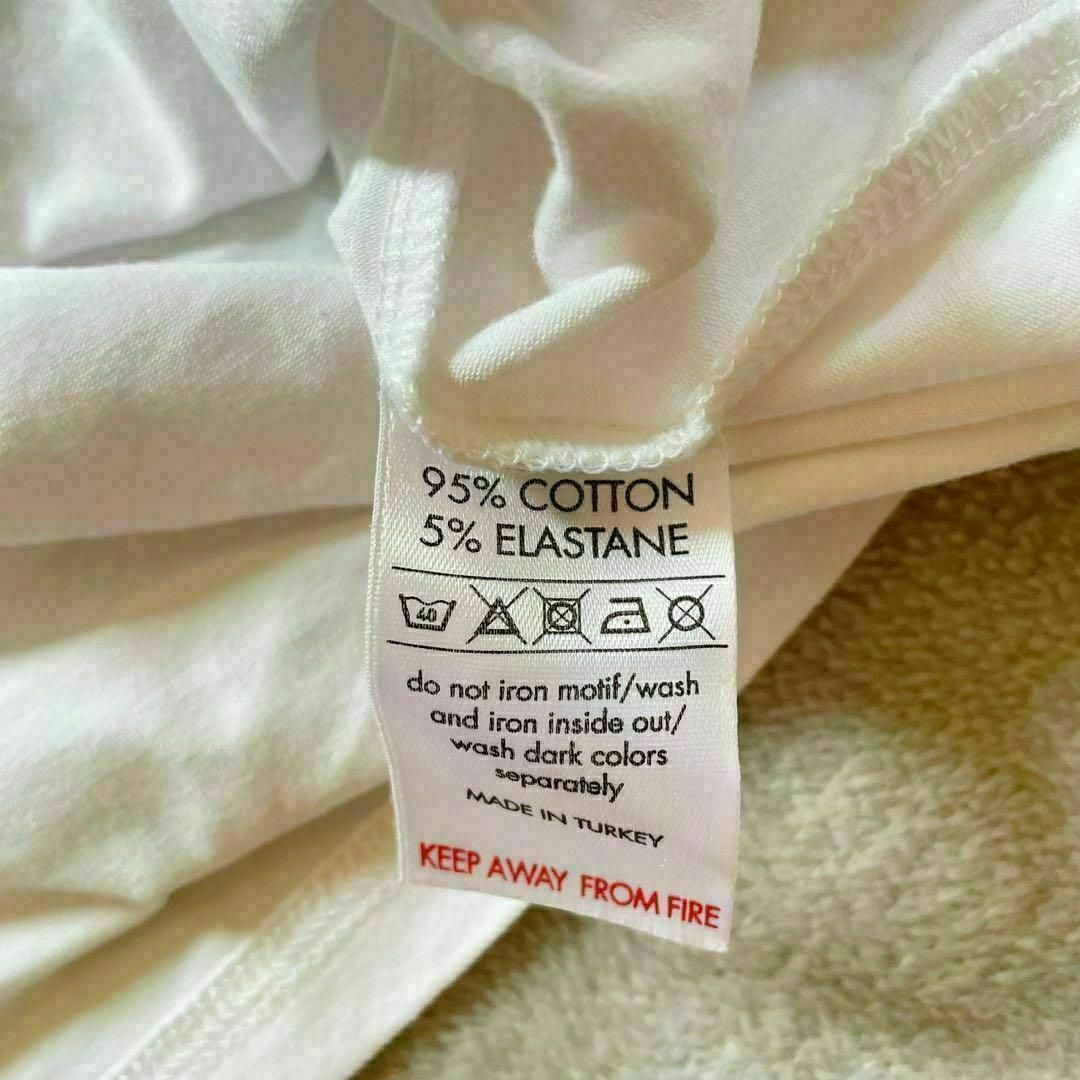 95% COTTON
5% ELASTANE
40
do not iron motif/wash
and iron inside out/
wash dark colors
separately
MADE IN TURKEY
KEEP AWAY FROM FIRE